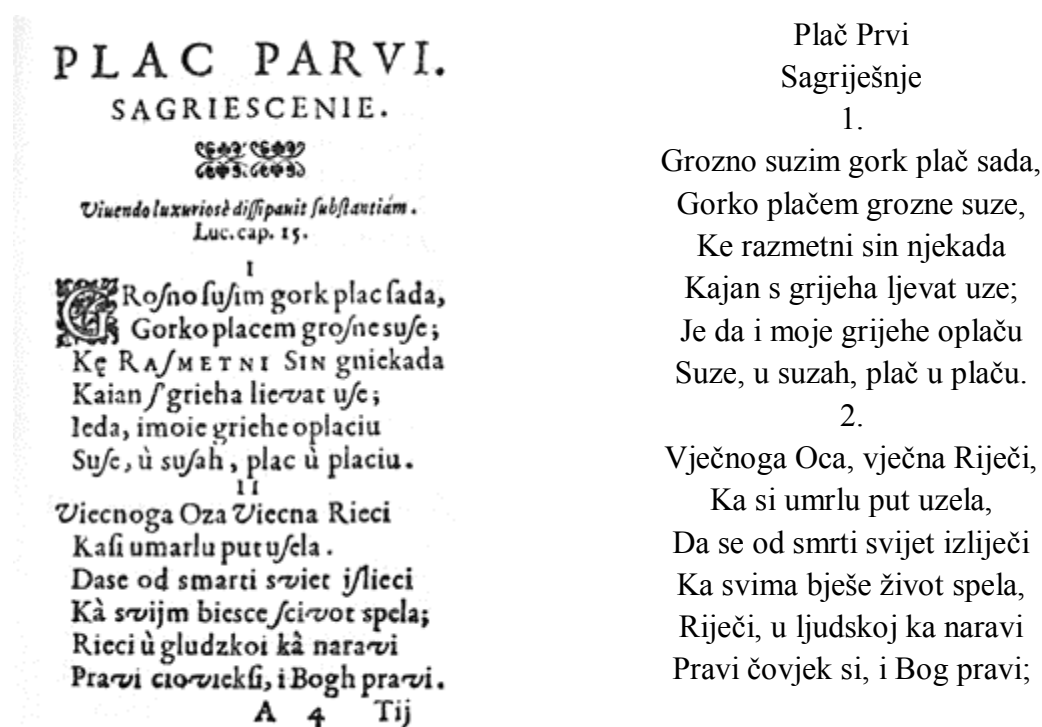 PLAC PARVI.
SAGRIESCENIE.
Viuendo luxuriosè dissipauit ſubſtantiám.
Luc. cap. 15.
I
GRoſno ſuſim gork plac ſada,
Gorko placem groſne suſe;
Kę RAſMETNI SIN gniekada
Kaian ſ grieha lievat uſe;
Ieda, imoie griehe oplaciu
Suſe, ù suſah, plac ù placiu.
II
Viecnoga Oza Viecna Rieci
Kaſi umarlu put uſela.
Dase od smarti sviet iſlieci
Kà svijm biesce ſcivot spela;
Rieci ù gludzkoi kâ naravi
Pravi cioviekſi, i Bogh pravi.
A 4 Tij
Plač Prvi
Sagriješnje
1.
Grozno suzim gork plač sada,
Gorko plačem grozne suze,
Ke razmetni sin njekada
Kajan s grijeha ljevat uze;
Je da i moje grijehe oplaču
Suze, u suzah, plač u plaču.
2.
Vječnoga Oca, vječna Riječi,
Ka si umrlu put uzela,
Da se od smrti svijet izliječi
Ka svima bješe život spela,
Riječi, u ljudskoj ka naravi
Pravi čovjek si, i Bog pravi;